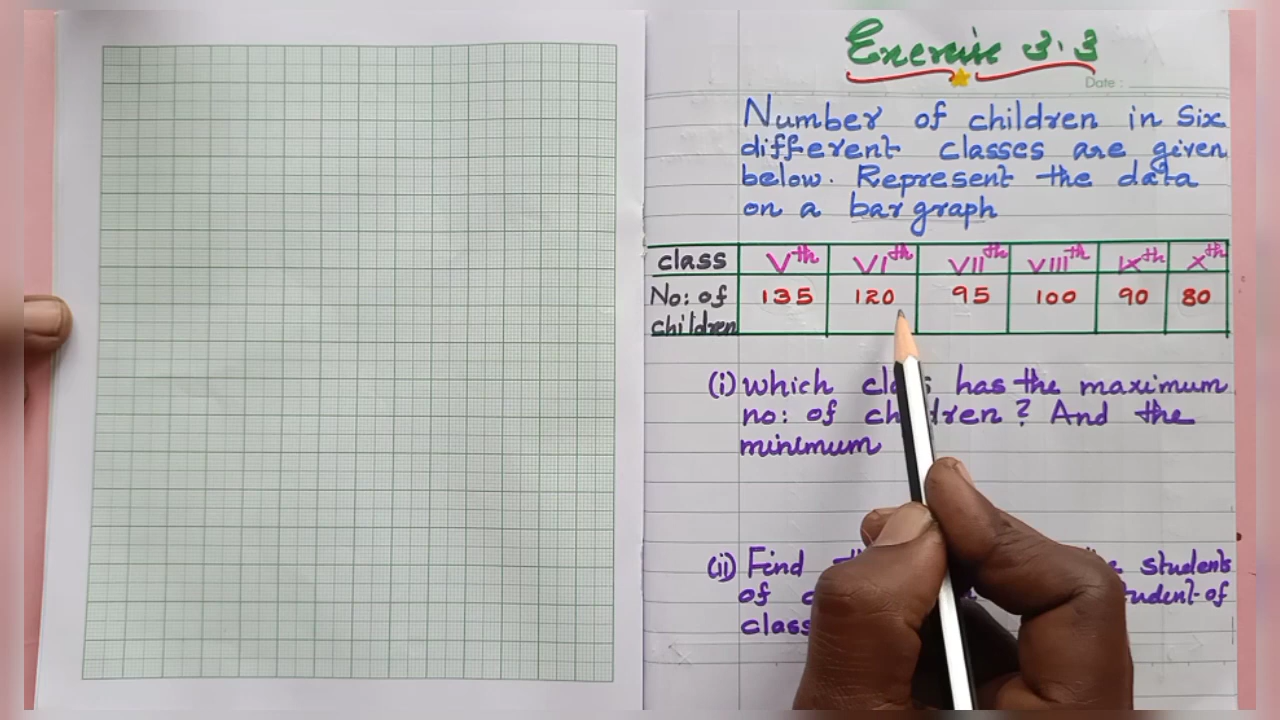 Exercise 3.3
Date :
Number of children in Six
different classes are given
below. Represent the data
on a bar graph
class Vth VIth VIIth VIIIth IXth Xth
No: of children 135 120 95 100 90 80
(i) which has the maximum
no: of children? And the
minimum
(ii) Find students
of of
class